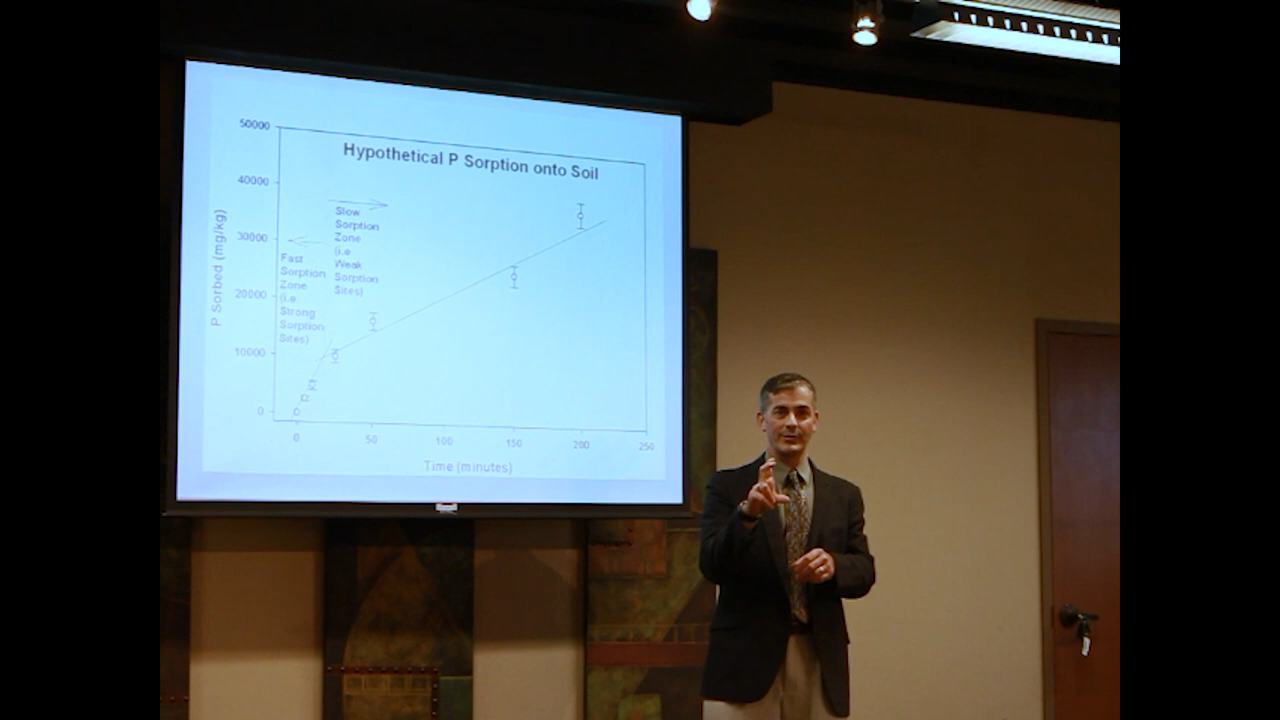 Hypothetical P Sorption onto Soil
50000
40000
30000
20000
10000
0
P Sorbed (mg/kg)
Slow
Sorption
Zone
(i.e
Weak
Sorption
Sites)
Fast
Sorption
Zone
(i.e
Strong
Sorption
Sites)
0 50 100 150 200 250
Time (minutes)